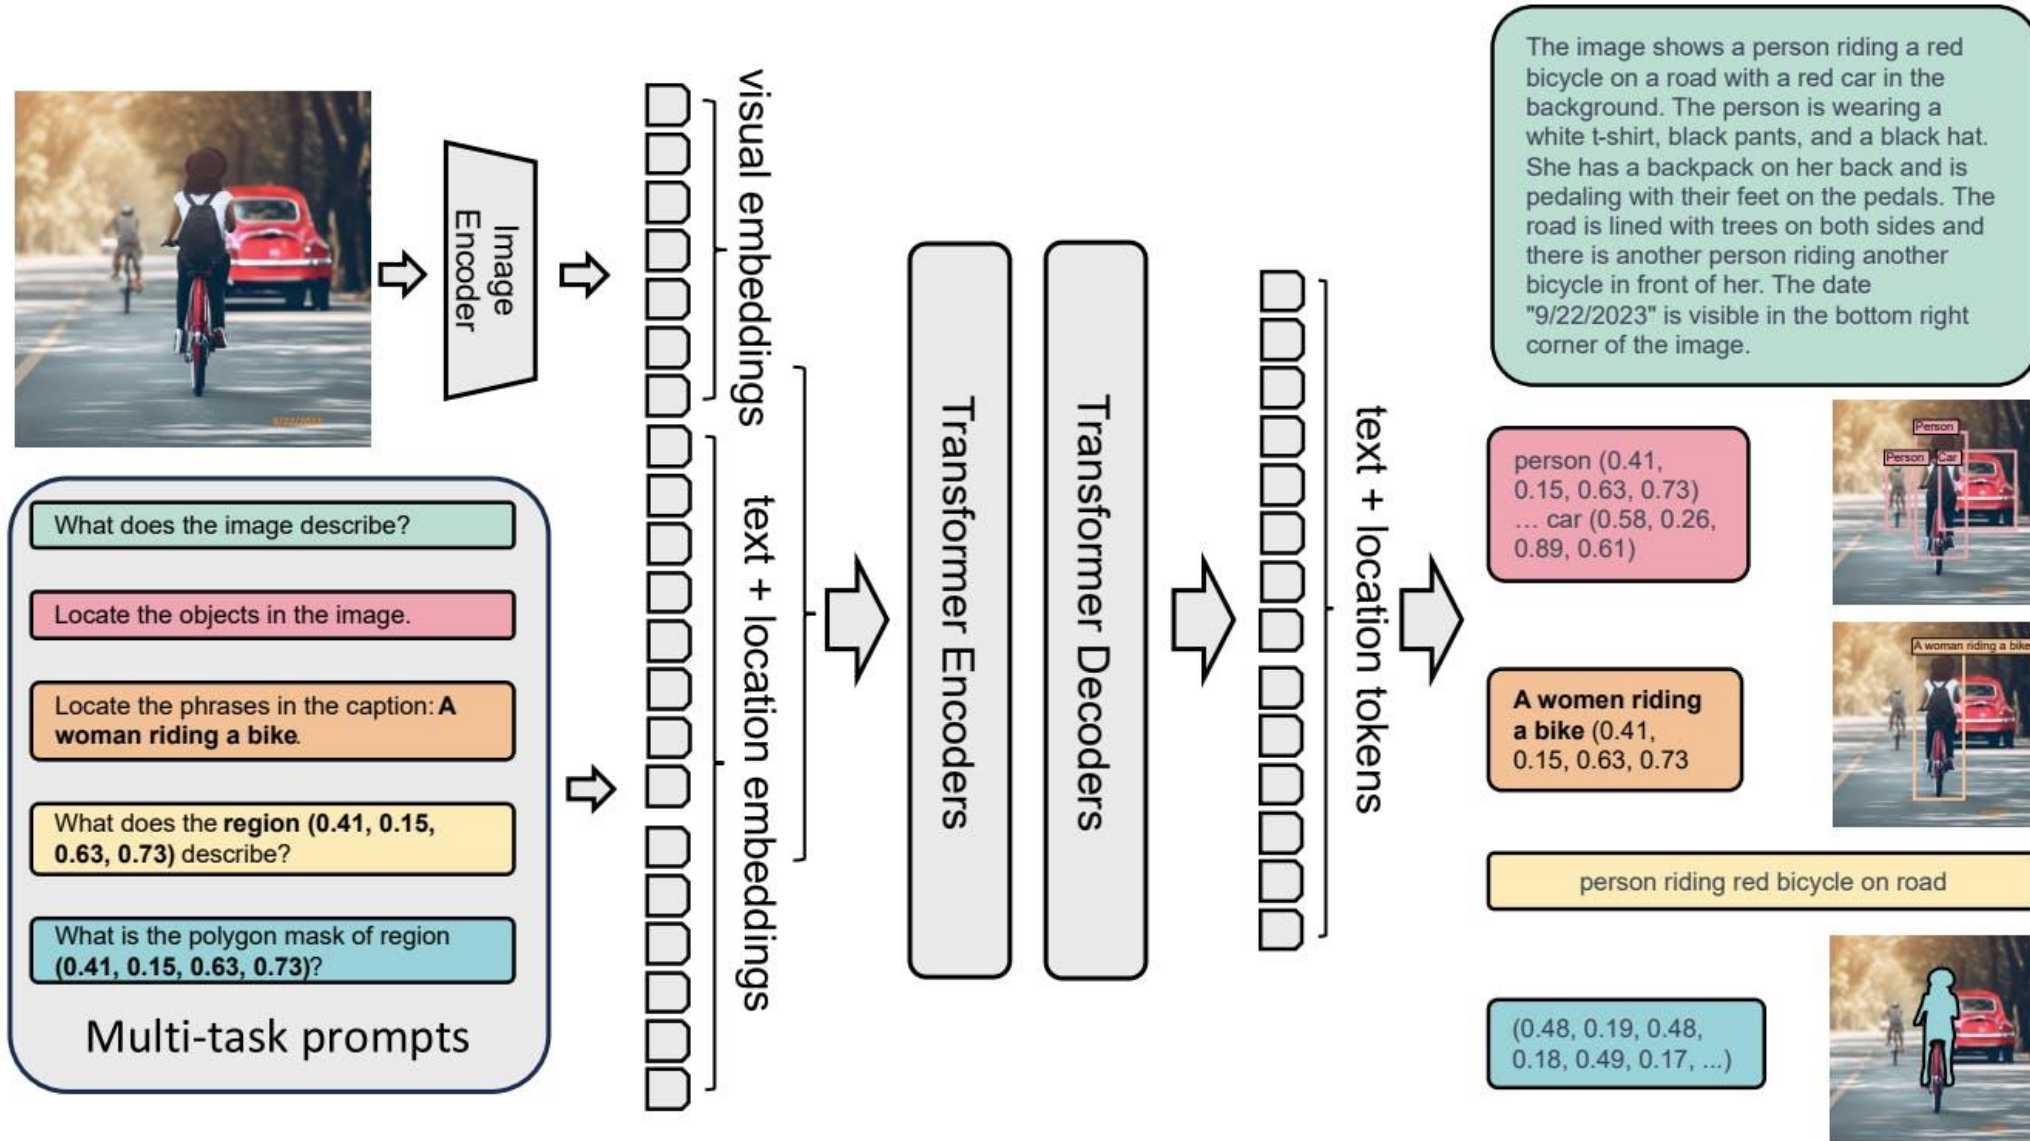 What does the image describe?
Locate the objects in the image.
Locate the phrases in the caption: A
woman riding a bike.
What does the region (0.41, 0.15,
0.63, 0.73) describe?
What is the polygon mask of region
(0.41, 0.15, 0.63, 0.73)?
Multi-task prompts
Image
Encoder
visual embeddings
text + location embeddings
Transformer Encoders
Transformer Decoders
text + location tokens
The image shows a person riding a red
bicycle on a road with a red car in the
background. The person is wearing a
white t-shirt, black pants, and a black hat.
She has a backpack on her back and is
pedaling with their feet on the pedals. The
road is lined with trees on both sides and
there is another person riding another
bicycle in front of her. The date
"9/22/2023" is visible in the bottom right
corner of the image.
person (0.41,
0.15, 0.63, 0.73)
... car (0.58, 0.26,
0.89, 0.61)
Person
Person Car
A women riding
a bike (0.41,
0.15, 0.63, 0.73
A woman riding a bike
person riding red bicycle on road
(0.48, 0.19, 0.48,
0.18, 0.49, 0.17, ...)